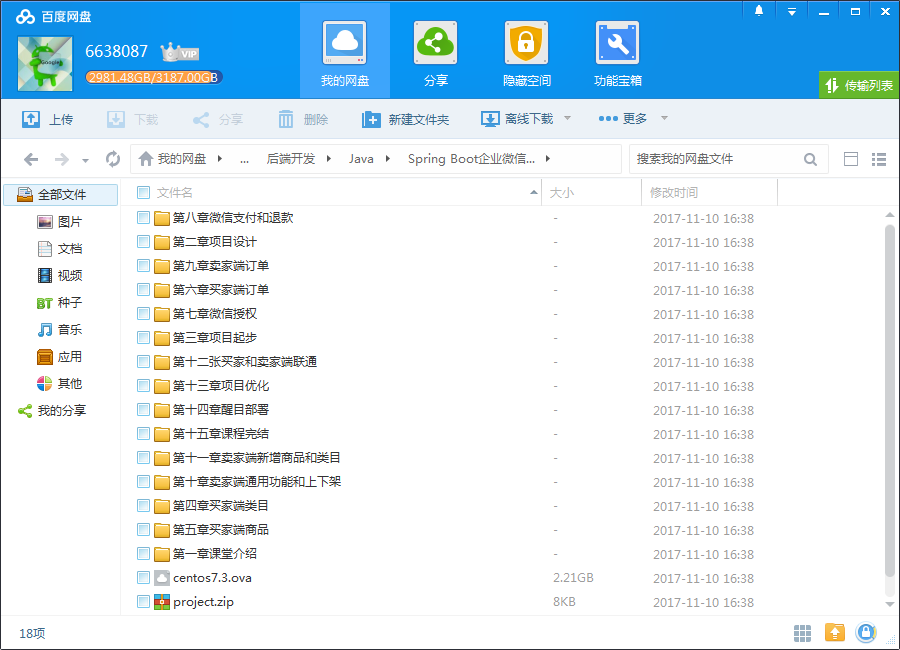 百度网盘
6638087 VIP
2981.48GB/3187.00GB
我的网盘 分享 隐藏空间 功能宝箱
传输列表
上传 下载 分享 删除 新建文件夹 离线下载 更多
我的网盘 ... 后端开发 Java Spring Boot企业微信... 搜索我的网盘文件
全部文件
图片
文档
视频
BT 种子
音乐
应用
其他
我的分享
文件名 大小 修改时间
第八章微信支付和退款 - 2017-11-10 16:38
第二章项目设计 - 2017-11-10 16:38
第九章卖家端订单 - 2017-11-10 16:38
第六章买家端订单 - 2017-11-10 16:38
第七章微信授权 - 2017-11-10 16:38
第三章项目起步 - 2017-11-10 16:38
第十二张买家和卖家端联通 - 2017-11-10 16:38
第十三章项目优化 - 2017-11-10 16:38
第十四章醒目部署 - 2017-11-10 16:38
第十五章课程完结 - 2017-11-10 16:38
第十一章卖家端新增商品和类目 - 2017-11-10 16:38
第十章卖家端通用功能和上下架 - 2017-11-10 16:38
第四章买家端类目 - 2017-11-10 16:38
第五章买家端商品 - 2017-11-10 16:38
第一章课堂介绍 - 2017-11-10 16:38
centos7.3.ova 2.21GB 2017-11-10 16:38
project.zip 8KB 2017-11-10 16:38
18项